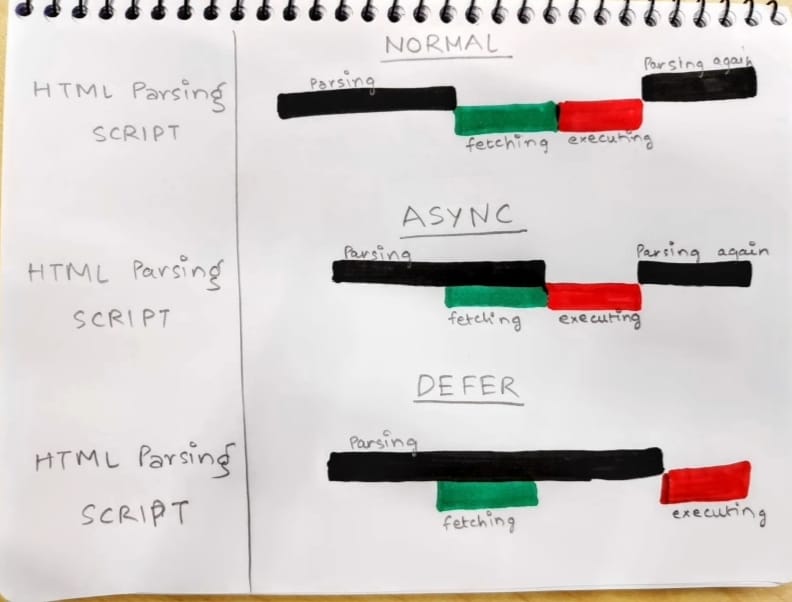 NORMAL
HTML Parsing
SCRIPT
Parsing
Parsing again
fetching
executing
ASYNC
HTML Parsing
SCRIPT
Parsing
Parsing again
fetching
executing
DEFER
HTML Parsing
SCRIPT
Parsing
fetching
executing